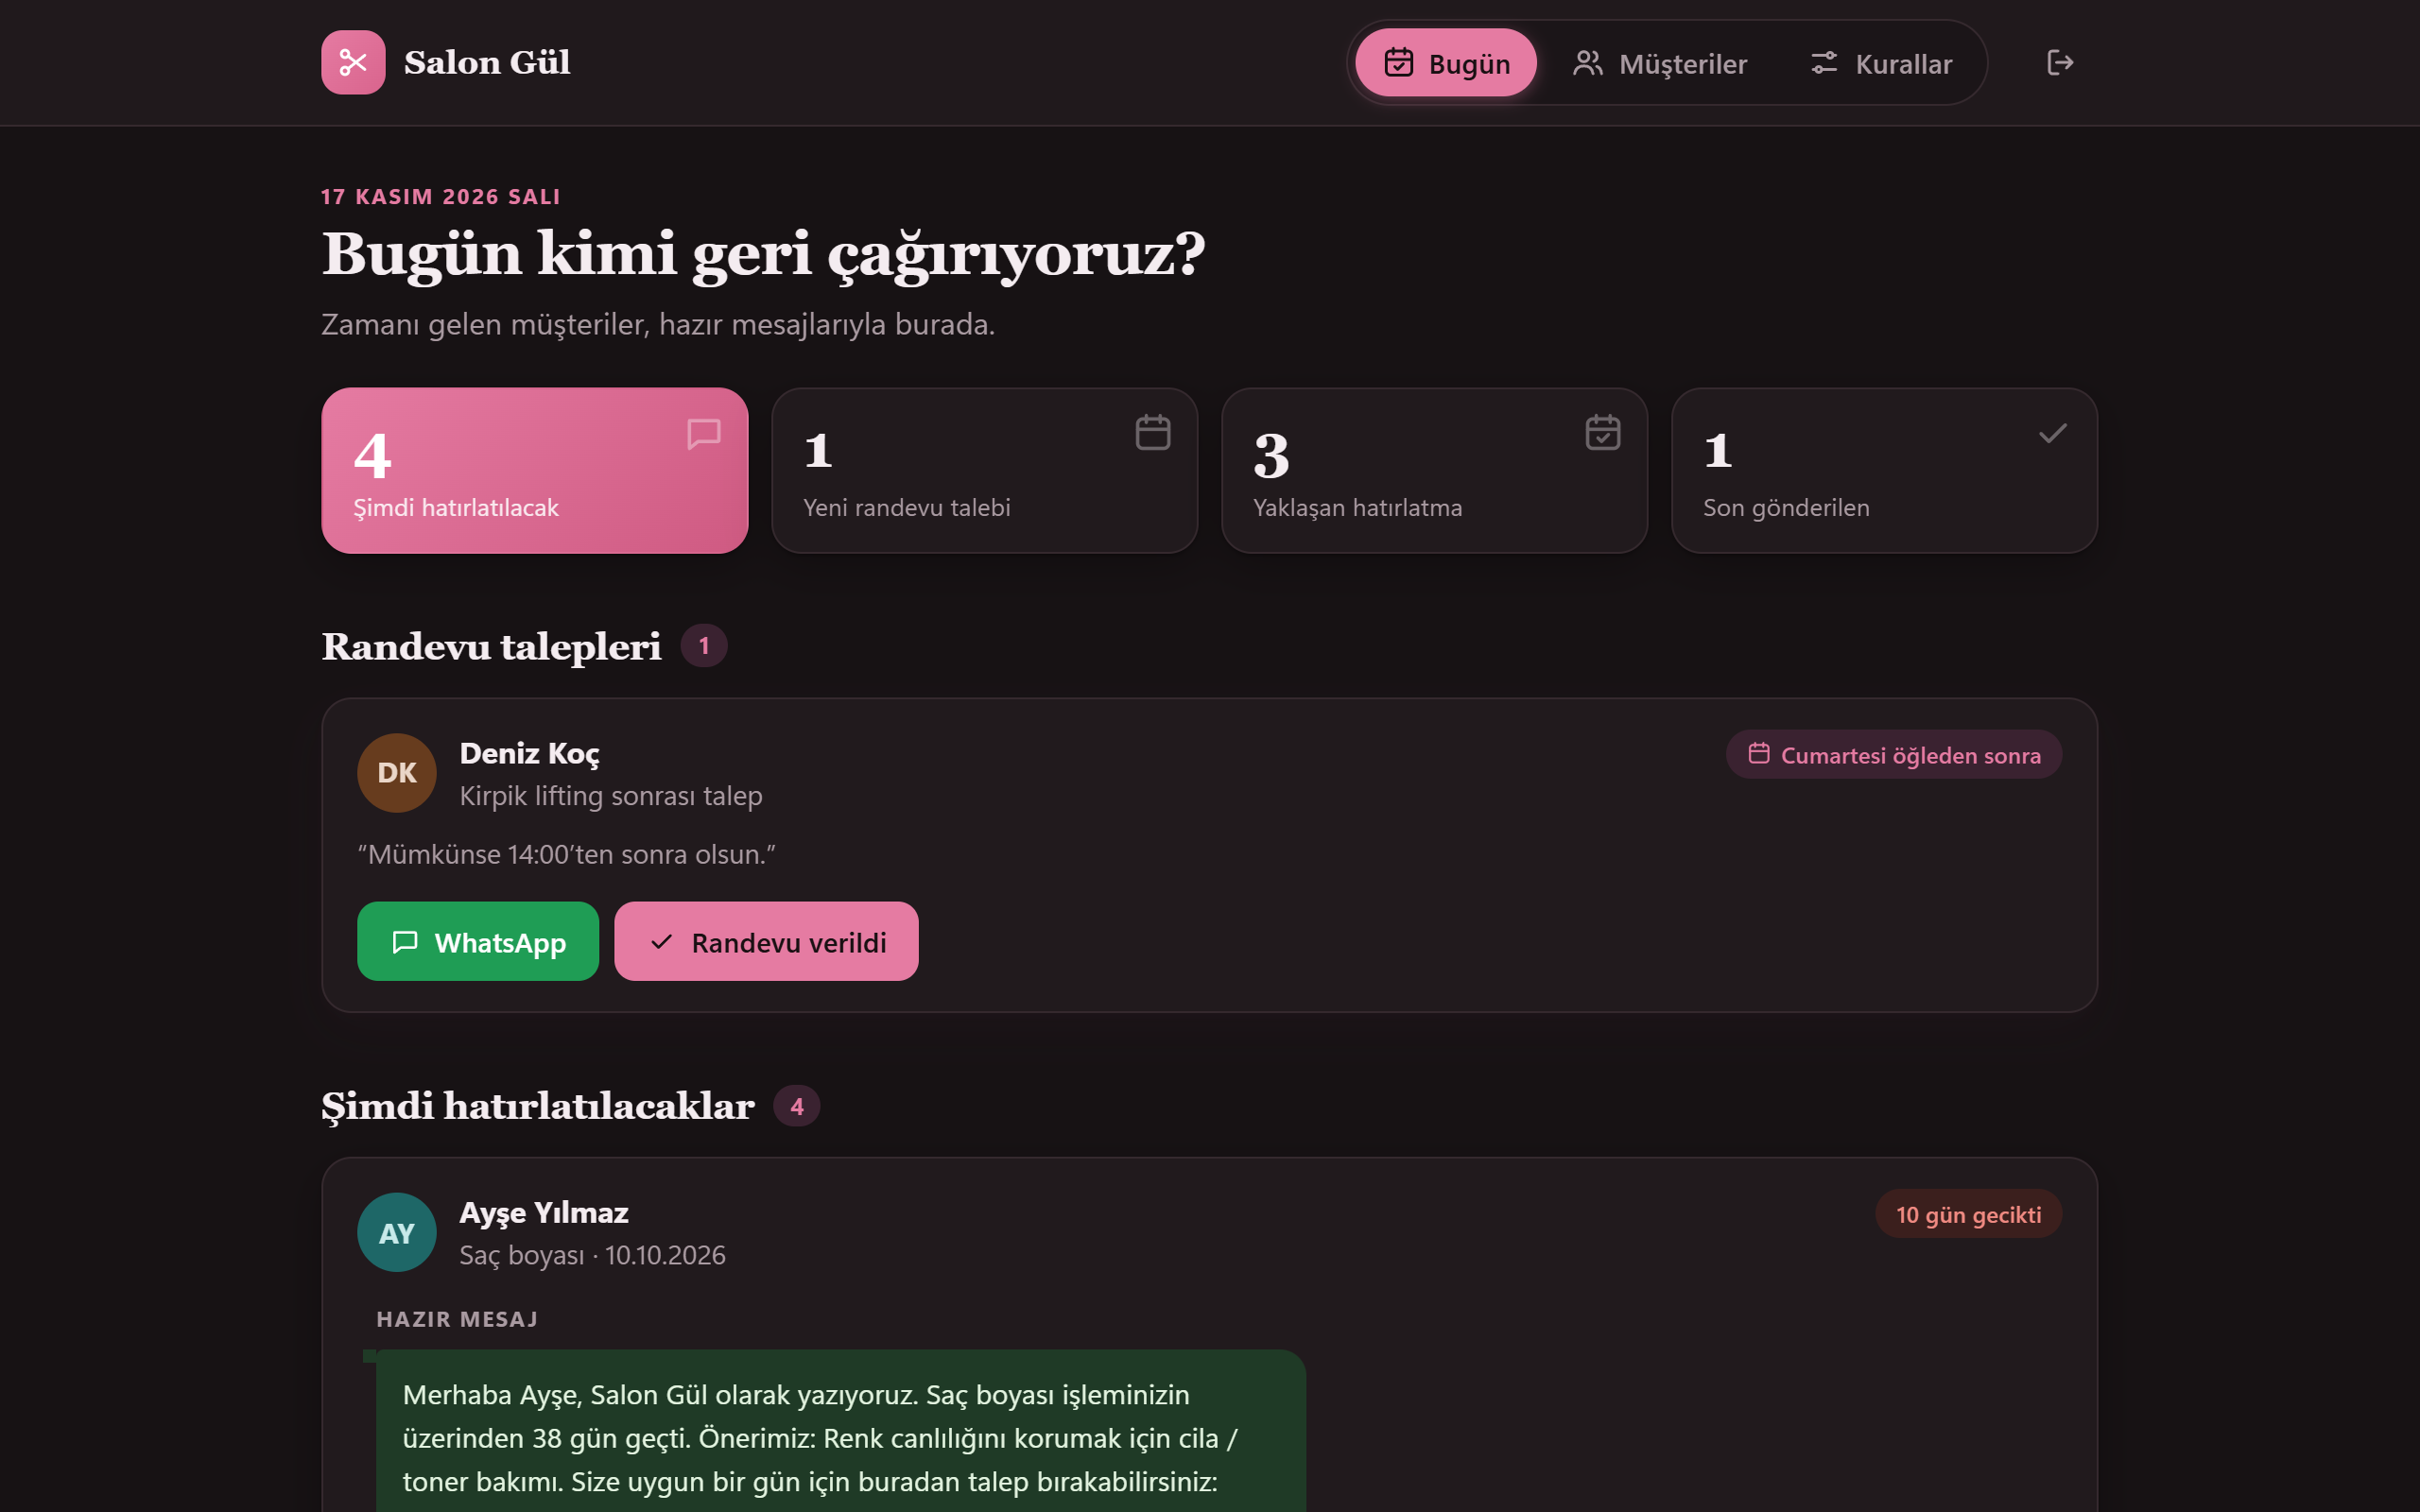 Salon Gül
Bugün
Müşteriler
Kurallar
17 KASIM 2026 SALI
Bugün kimi geri çağırıyoruz?
Zamanı gelen müşteriler, hazır mesajlarıyla burada.
4
Şimdi hatırlatılacak
1
Yeni randevu talebi
3
Yaklaşan hatırlatma
1
Son gönderilen
Randevu talepleri 1
DK
Deniz Koç
Kirpik lifting sonrası talep
Cumartesi öğleden sonra
“Mümkünse 14:00’ten sonra olsun.”
WhatsApp
Randevu verildi
Şimdi hatırlatılacaklar 4
AY
Ayşe Yılmaz
Saç boyası · 10.10.2026
10 gün gecikti
HAZIR MESAJ
Merhaba Ayşe, Salon Gül olarak yazıyoruz. Saç boyası işleminizin
üzerinden 38 gün geçti. Önerimiz: Renk canlılığını korumak için cila /
toner bakımı. Size uygun bir gün için buradan talep bırakabilirsiniz: